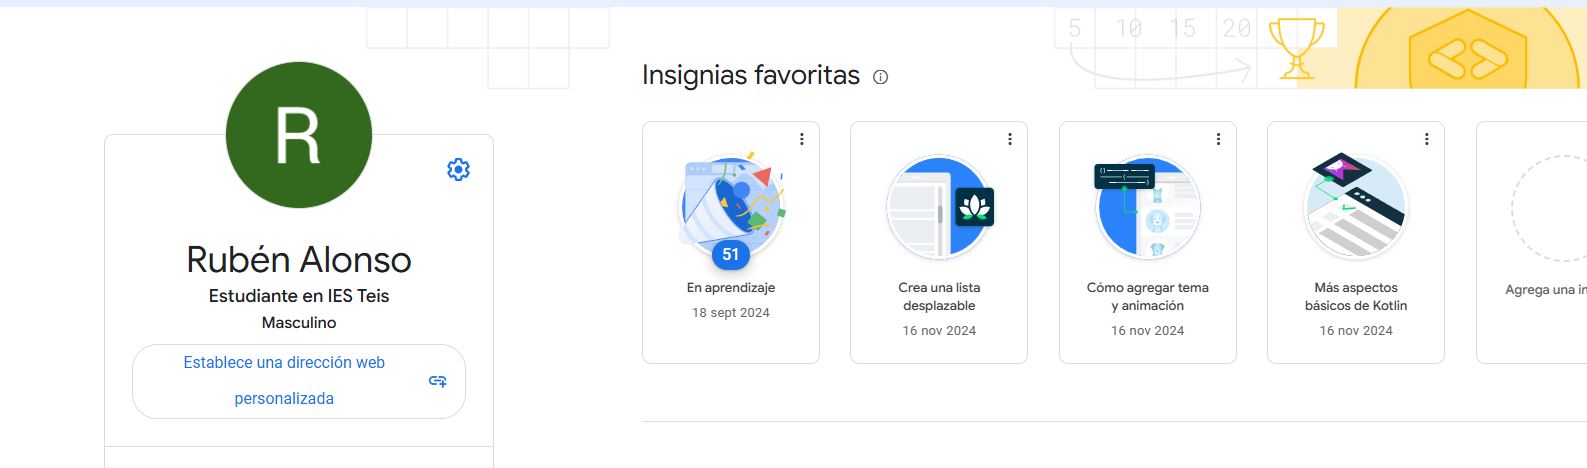 5 10 15 20
Insignias favoritas
R
Rubén Alonso
Estudiante en IES Teis
Masculino
Establece una dirección web
personalizada
51
En aprendizaje
18 sept 2024
Crea una lista
desplazable
16 nov 2024
Cómo agregar tema
y animación
16 nov 2024
Más aspectos
básicos de Kotlin
16 nov 2024
Agrega una in